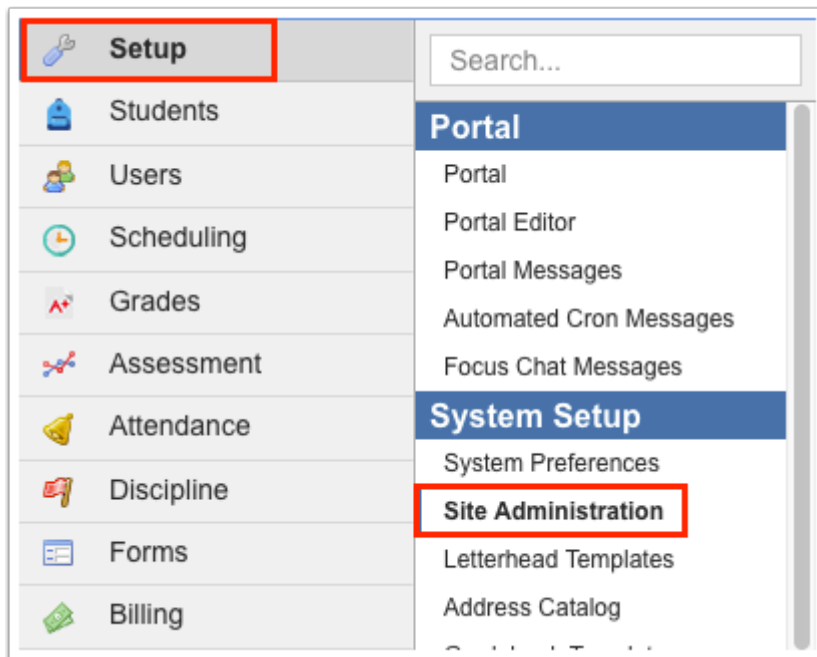 Setup
Students
Users
Scheduling
Grades
Assessment
Attendance
Discipline
Forms
Billing
Search...
Portal
Portal
Portal Editor
Portal Messages
Automated Cron Messages
Focus Chat Messages
System Setup
System Preferences
Site Administration
Letterhead Templates
Address Catalog